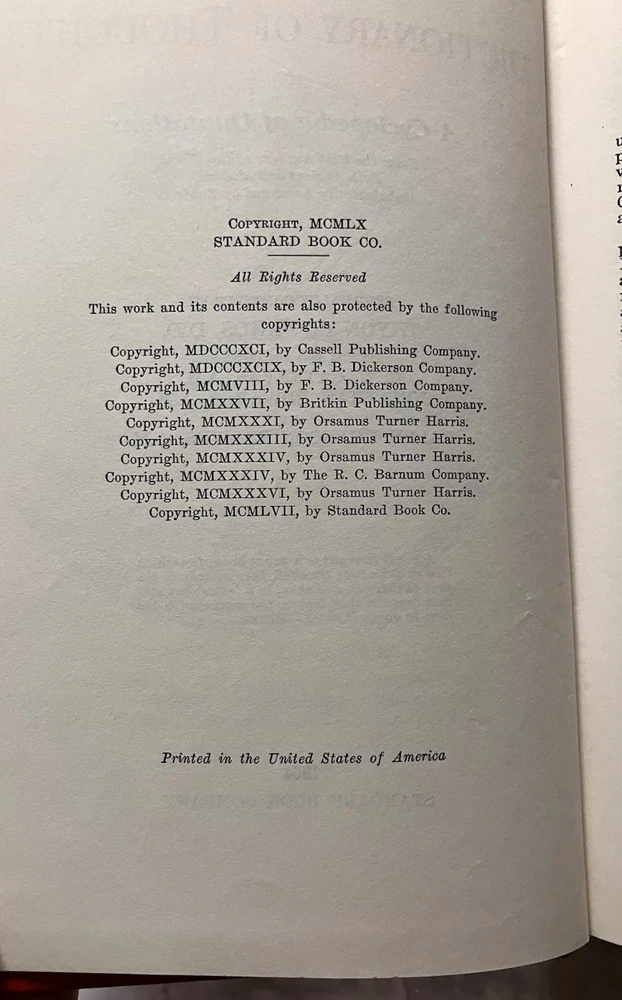 COPYRIGHT, MCMLX
STANDARD BOOK CO.
All Rights Reserved
This work and its contents are also protected by the following
copyrights:
Copyright, MDCCCXCI, by Cassell Publishing Company.
Copyright, MDCCCXCIX, by F. B. Dickerson Company.
Copyright, MCMVIII, by F. B. Dickerson Company.
Copyright, MCMXXVII, by Britkin Publishing Company.
Copyright, MCMXXXI, by Orsamus Turner Harris.
Copyright, MCMXXXIII, by Orsamus Turner Harris.
Copyright, MCMXXXIV, by Orsamus Turner Harris.
Copyright, MCMXXXIV, by The R. C. Barnum Company.
Copyright, MCMXXXVI, by Orsamus Turner Harris.
Copyright, MCMLVII, by Standard Book Co.
Printed in the United States of America